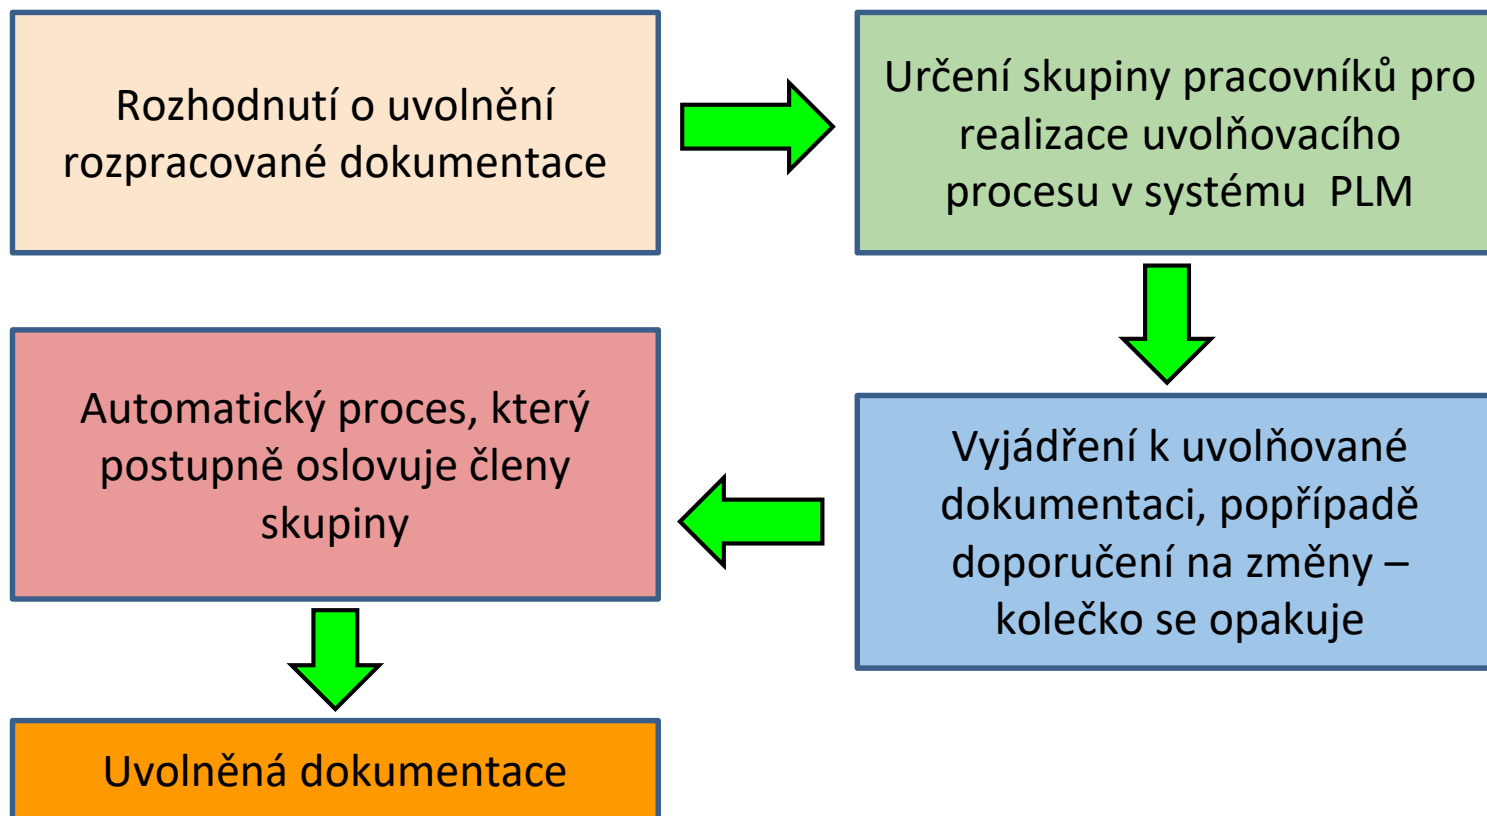 Rozhodnutí o uvolnění
rozpracované dokumentace
Určení skupiny pracovníků pro
realizace uvolňovacího
procesu v systému  PLM
Vyjádření k uvolňované
dokumentaci, popřípadě
doporučení na změny –
kolečko se opakuje
Automatický proces, který
postupně oslovuje členy
skupiny
Uvolněná dokumentace